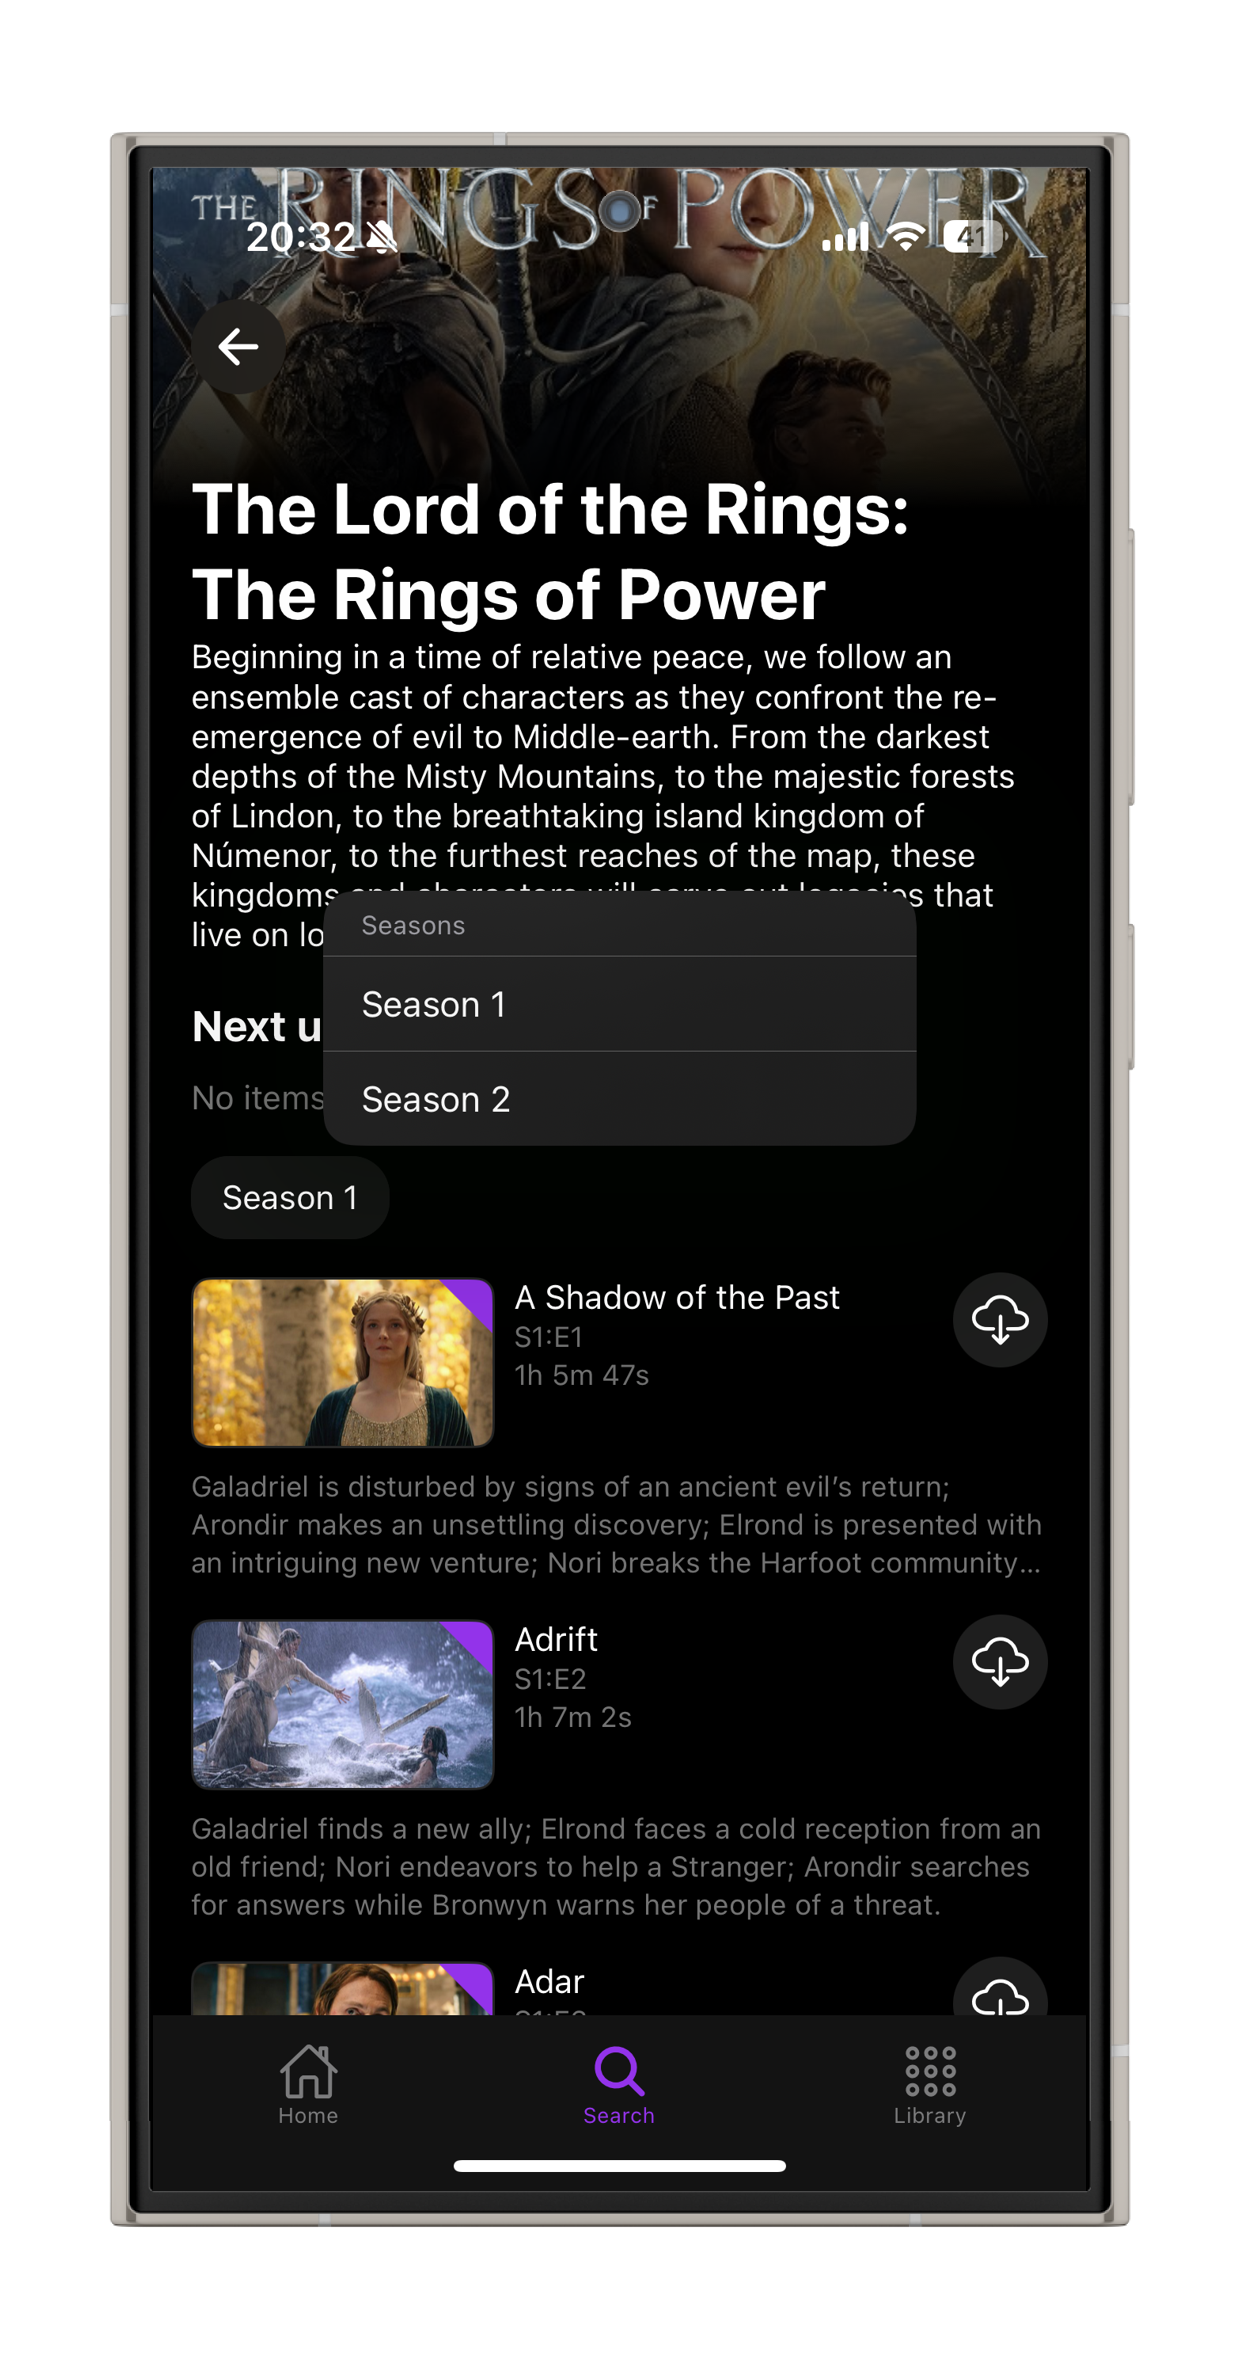 THE RINGS OF POWER
20:32
41
The Lord of the Rings:
The Rings of Power
Beginning in a time of relative peace, we follow an
ensemble cast of characters as they confront the re-
emergence of evil to Middle-earth. From the darkest
depths of the Misty Mountains, to the majestic forests
of Lindon, to the breathtaking island kingdom of
Númenor, to the furthest reaches of the map, these
kingdoms and characters will carve out legacies that
live on lo
Seasons
Season 1
Season 2
Next u
No items
Season 1
A Shadow of the Past
S1:E1
1h 5m 47s
Galadriel is disturbed by signs of an ancient evil’s return;
Arondir makes an unsettling discovery; Elrond is presented with
an intriguing new venture; Nori breaks the Harfoot community...
Adrift
S1:E2
1h 7m 2s
Galadriel finds a new ally; Elrond faces a cold reception from an
old friend; Nori endeavors to help a Stranger; Arondir searches
for answers while Bronwyn warns her people of a threat.
Adar
S1:E3
Home
Search
Library